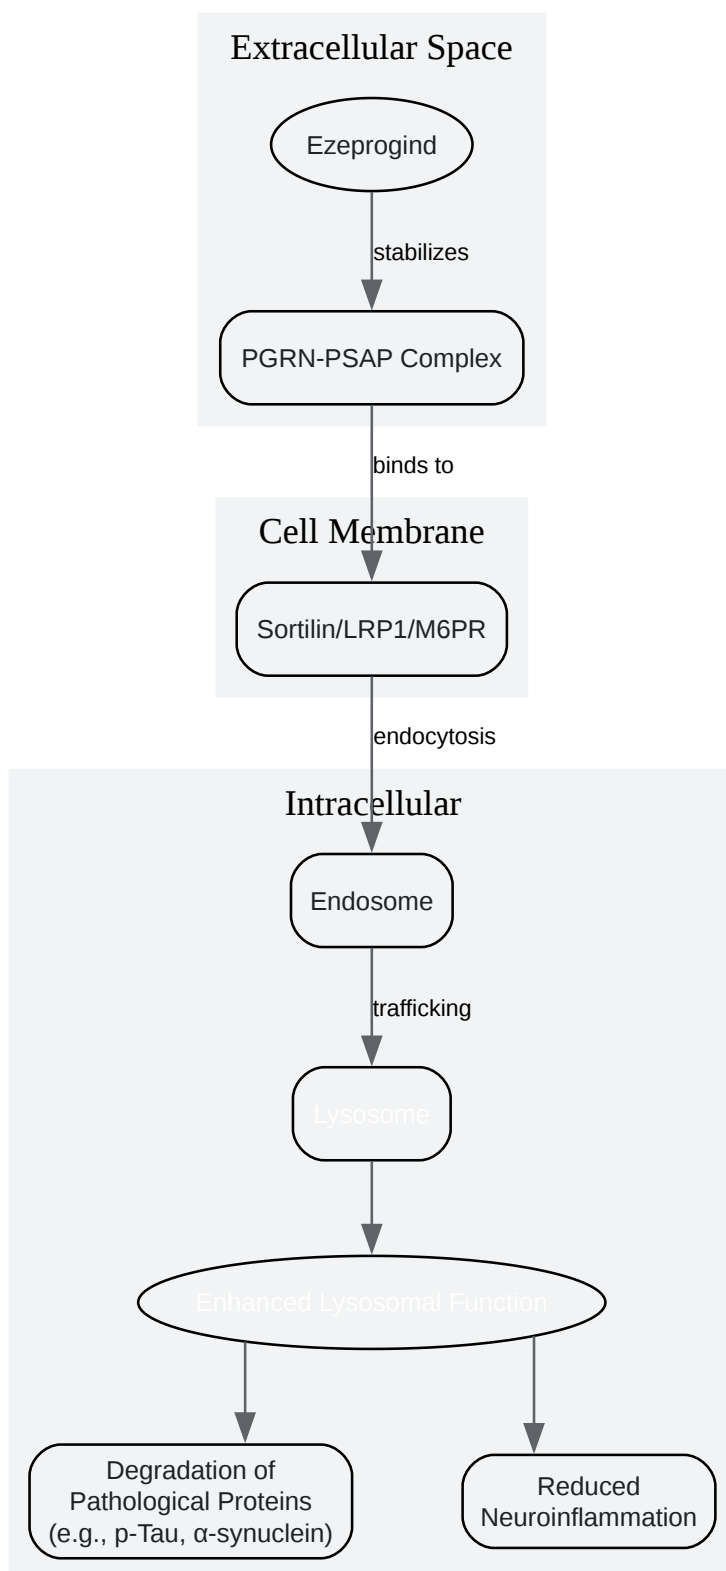 Extracellular Space
Ezeprogind
stabilizes
PGRN-PSAP Complex
binds to
Cell Membrane
Sortilin/LRP1/M6PR
endocytosis
Intracellular
Endosome
trafficking
Lysosome
Enhanced Lysosomal Function
Degradation of
Pathological Proteins
(e.g., p-Tau, α-synuclein)
Reduced
Neuroinflammation